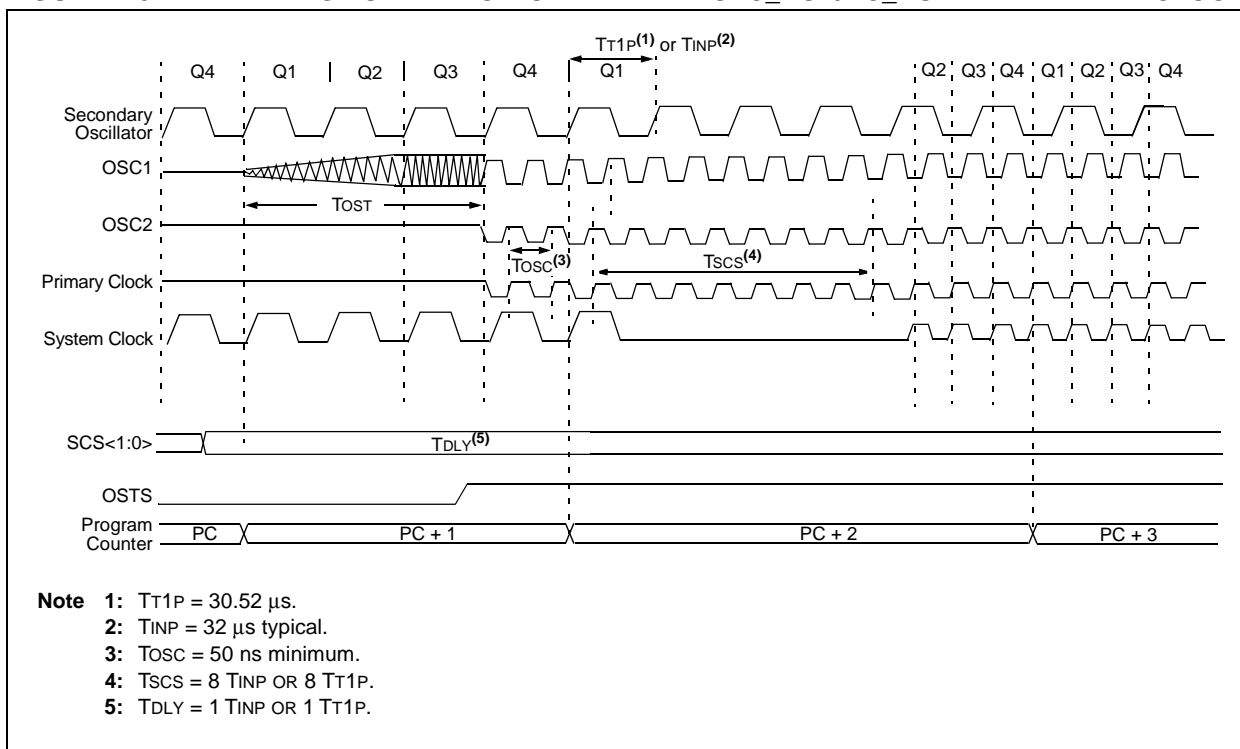 TT1P(1) or TINP(2)
Q4 Q1 Q2 Q3 Q4 Q1 Q2 Q3 Q4 Q1 Q2 Q3 Q4
Secondary
Oscillator
OSC1
TOST
OSC2
TOSC(3)
TSCS(4)
Primary Clock
System Clock
SCS<1:0>
TDLY(5)
OSTS
Program
Counter
PC PC + 1 PC + 2 PC + 3
Note 1: TT1P = 30.52 μs.
2: TINP = 32 μs typical.
3: TOSC = 50 ns minimum.
4: TSCS = 8 TINP OR 8 TT1P.
5: TDLY = 1 TINP OR 1 TT1P.